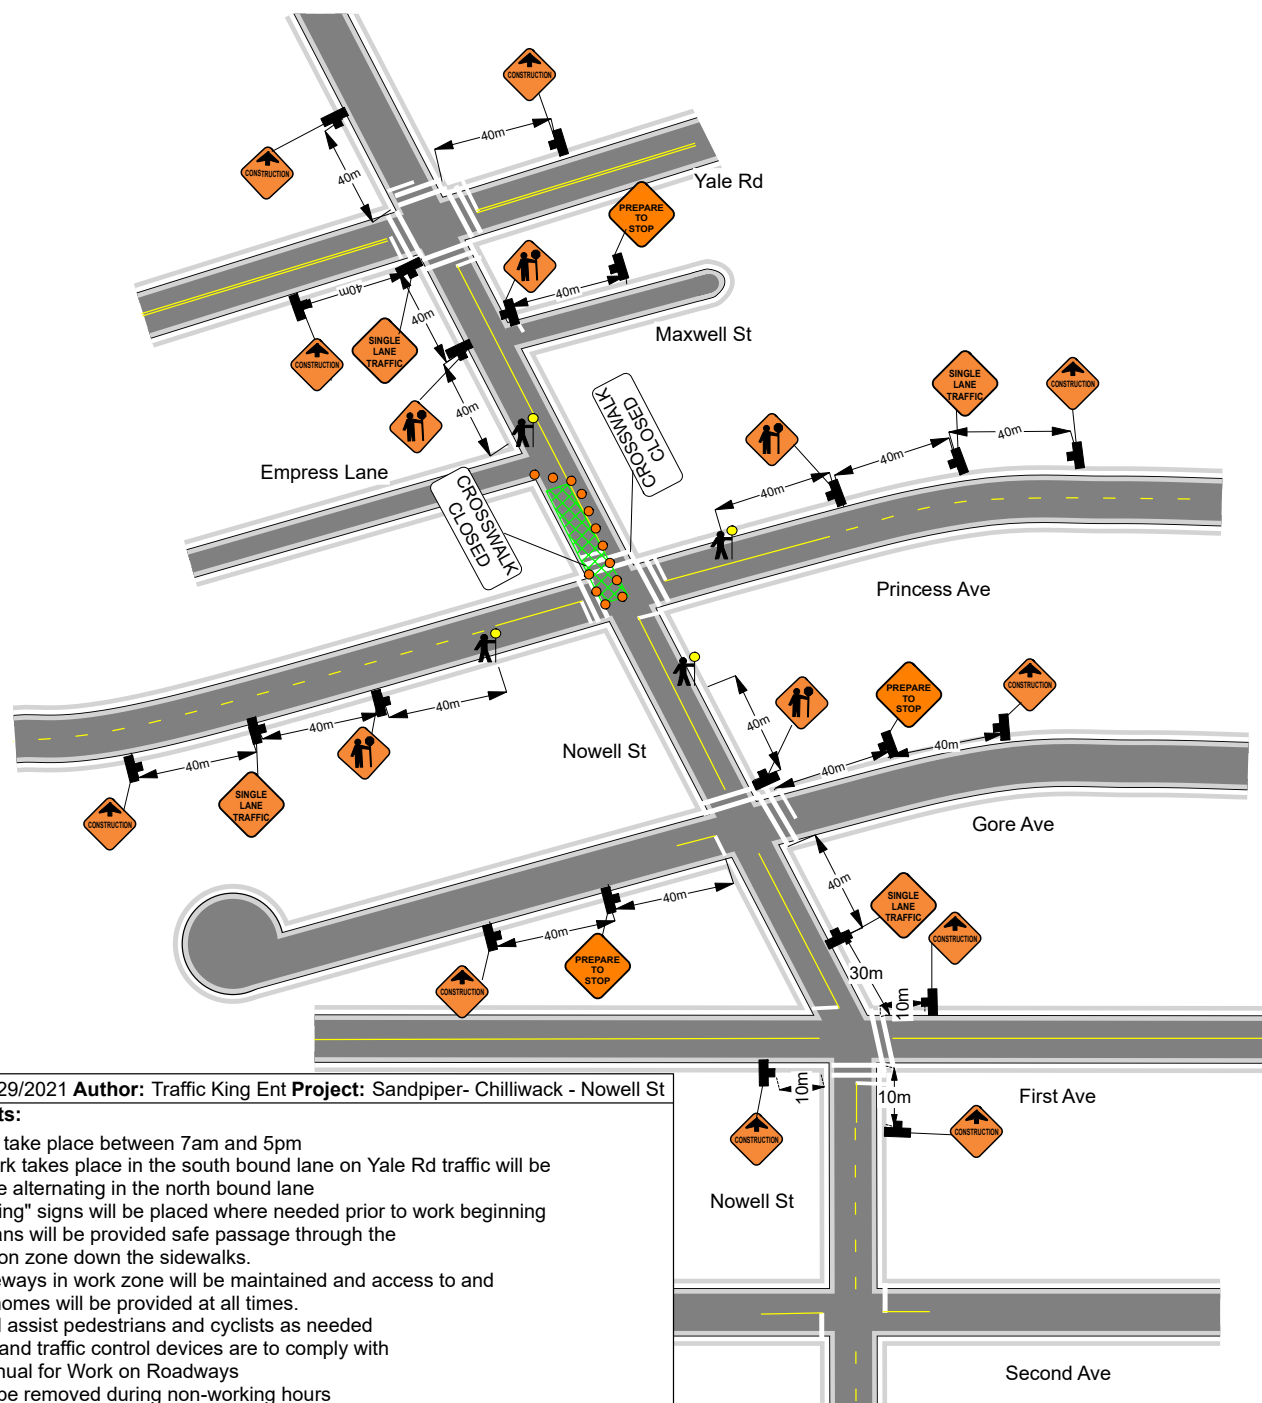 CONSTRUCTION
40m
CONSTRUCTION
40m
Yale Rd
PREPARE
TO
STOP
40m
40m
40m
Maxwell St
SINGLE
LANE
TRAFFIC
CONSTRUCTION
40m
Empress Lane
CROSSWALK
CLOSED
CROSSWALK
CLOSED
SINGLE
LANE
TRAFFIC
CONSTRUCTION
40m
40m
40m
Princess Ave
40m
40m
40m
CONSTRUCTION
SINGLE
LANE
TRAFFIC
Nowell St
40m
PREPARE
TO
STOP
CONSTRUCTION
40m
40m
Gore Ave
40m
SINGLE
LANE
TRAFFIC
CONSTRUCTION
40m
40m
CONSTRUCTION
PREPARE
TO
STOP
30m
10m
First Ave
10m
10m
CONSTRUCTION
CONSTRUCTION
Nowell St
Second Ave
29/2021 Author: Traffic King Ent Project: Sandpiper- Chilliwack - Nowell St
ts:
take place between 7am and 5pm
rk takes place in the south bound lane on Yale Rd traffic will be
e alternating in the north bound lane
ing" signs will be placed where needed prior to work beginning
ans will be provided safe passage through the
on zone down the sidewalks.
eways in work zone will be maintained and access to and
homes will be provided at all times.
l assist pedestrians and cyclists as needed
and traffic control devices are to comply with
nual for Work on Roadways
be removed during non-working hours